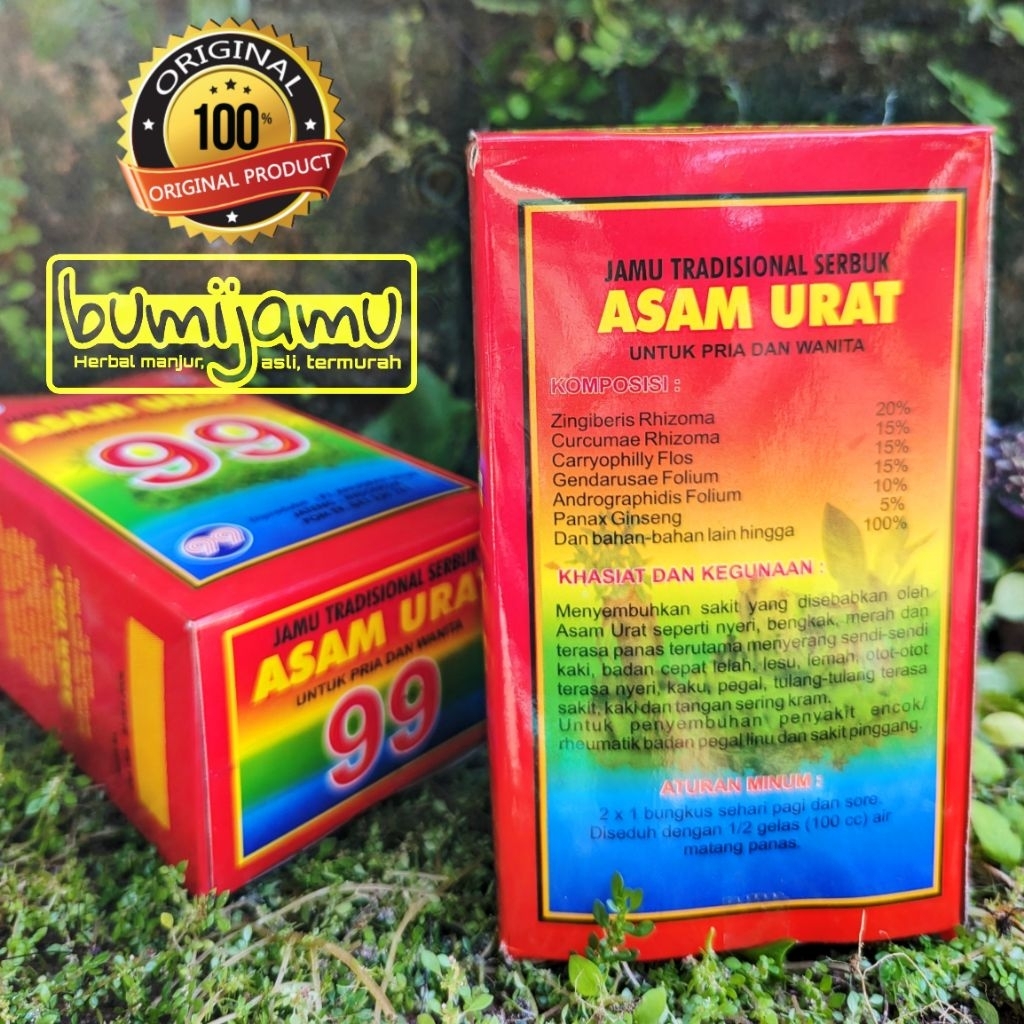 ORIGINAL
100%
ORIGINAL PRODUCT
bumijamu
Herbal manjur, asli, termurah
ASAM URA
99
99
JAMU TRADISIONAL SERBUK
ASAM URA
UNTUK PRIA DAN WANITA
99
JAMU TRADISIONAL SERBUK
ASAM URAT
UNTUK PRIA DAN WANITA
KOMPOSISI :
Zingiberis Rhizoma 20%
Curcumae Rhizoma 15%
Carryophilly Flos 15%
Gendarusae Folium 15%
Andrographidis Folium 10%
Panax Ginseng 5%
Dan bahan-bahan lain hingga 100%
KHASIAT DAN KEGUNAAN :
Menyembuhkan sakit yang disebabkan oleh
Asam Urat seperti nyeri, bengkak, merah dan
terasa panas terutama menyerang sendi-sendi
kaki, badan cepat lelah, lesu, lemah, otot-otot
terasa nyeri, kaku, pegal, tulang-tulang terasa
sakit, kaki dan tangan sering kram.
Untuk penyembuhan penyakit encok/
rheumatik badan pegal linu dan sakit pinggang.
ATURAN MINUM :
2 x 1 bungkus sehari pagi dan sore.
Diseduh dengan 1/2 gelas (100 cc) air
matang panas.